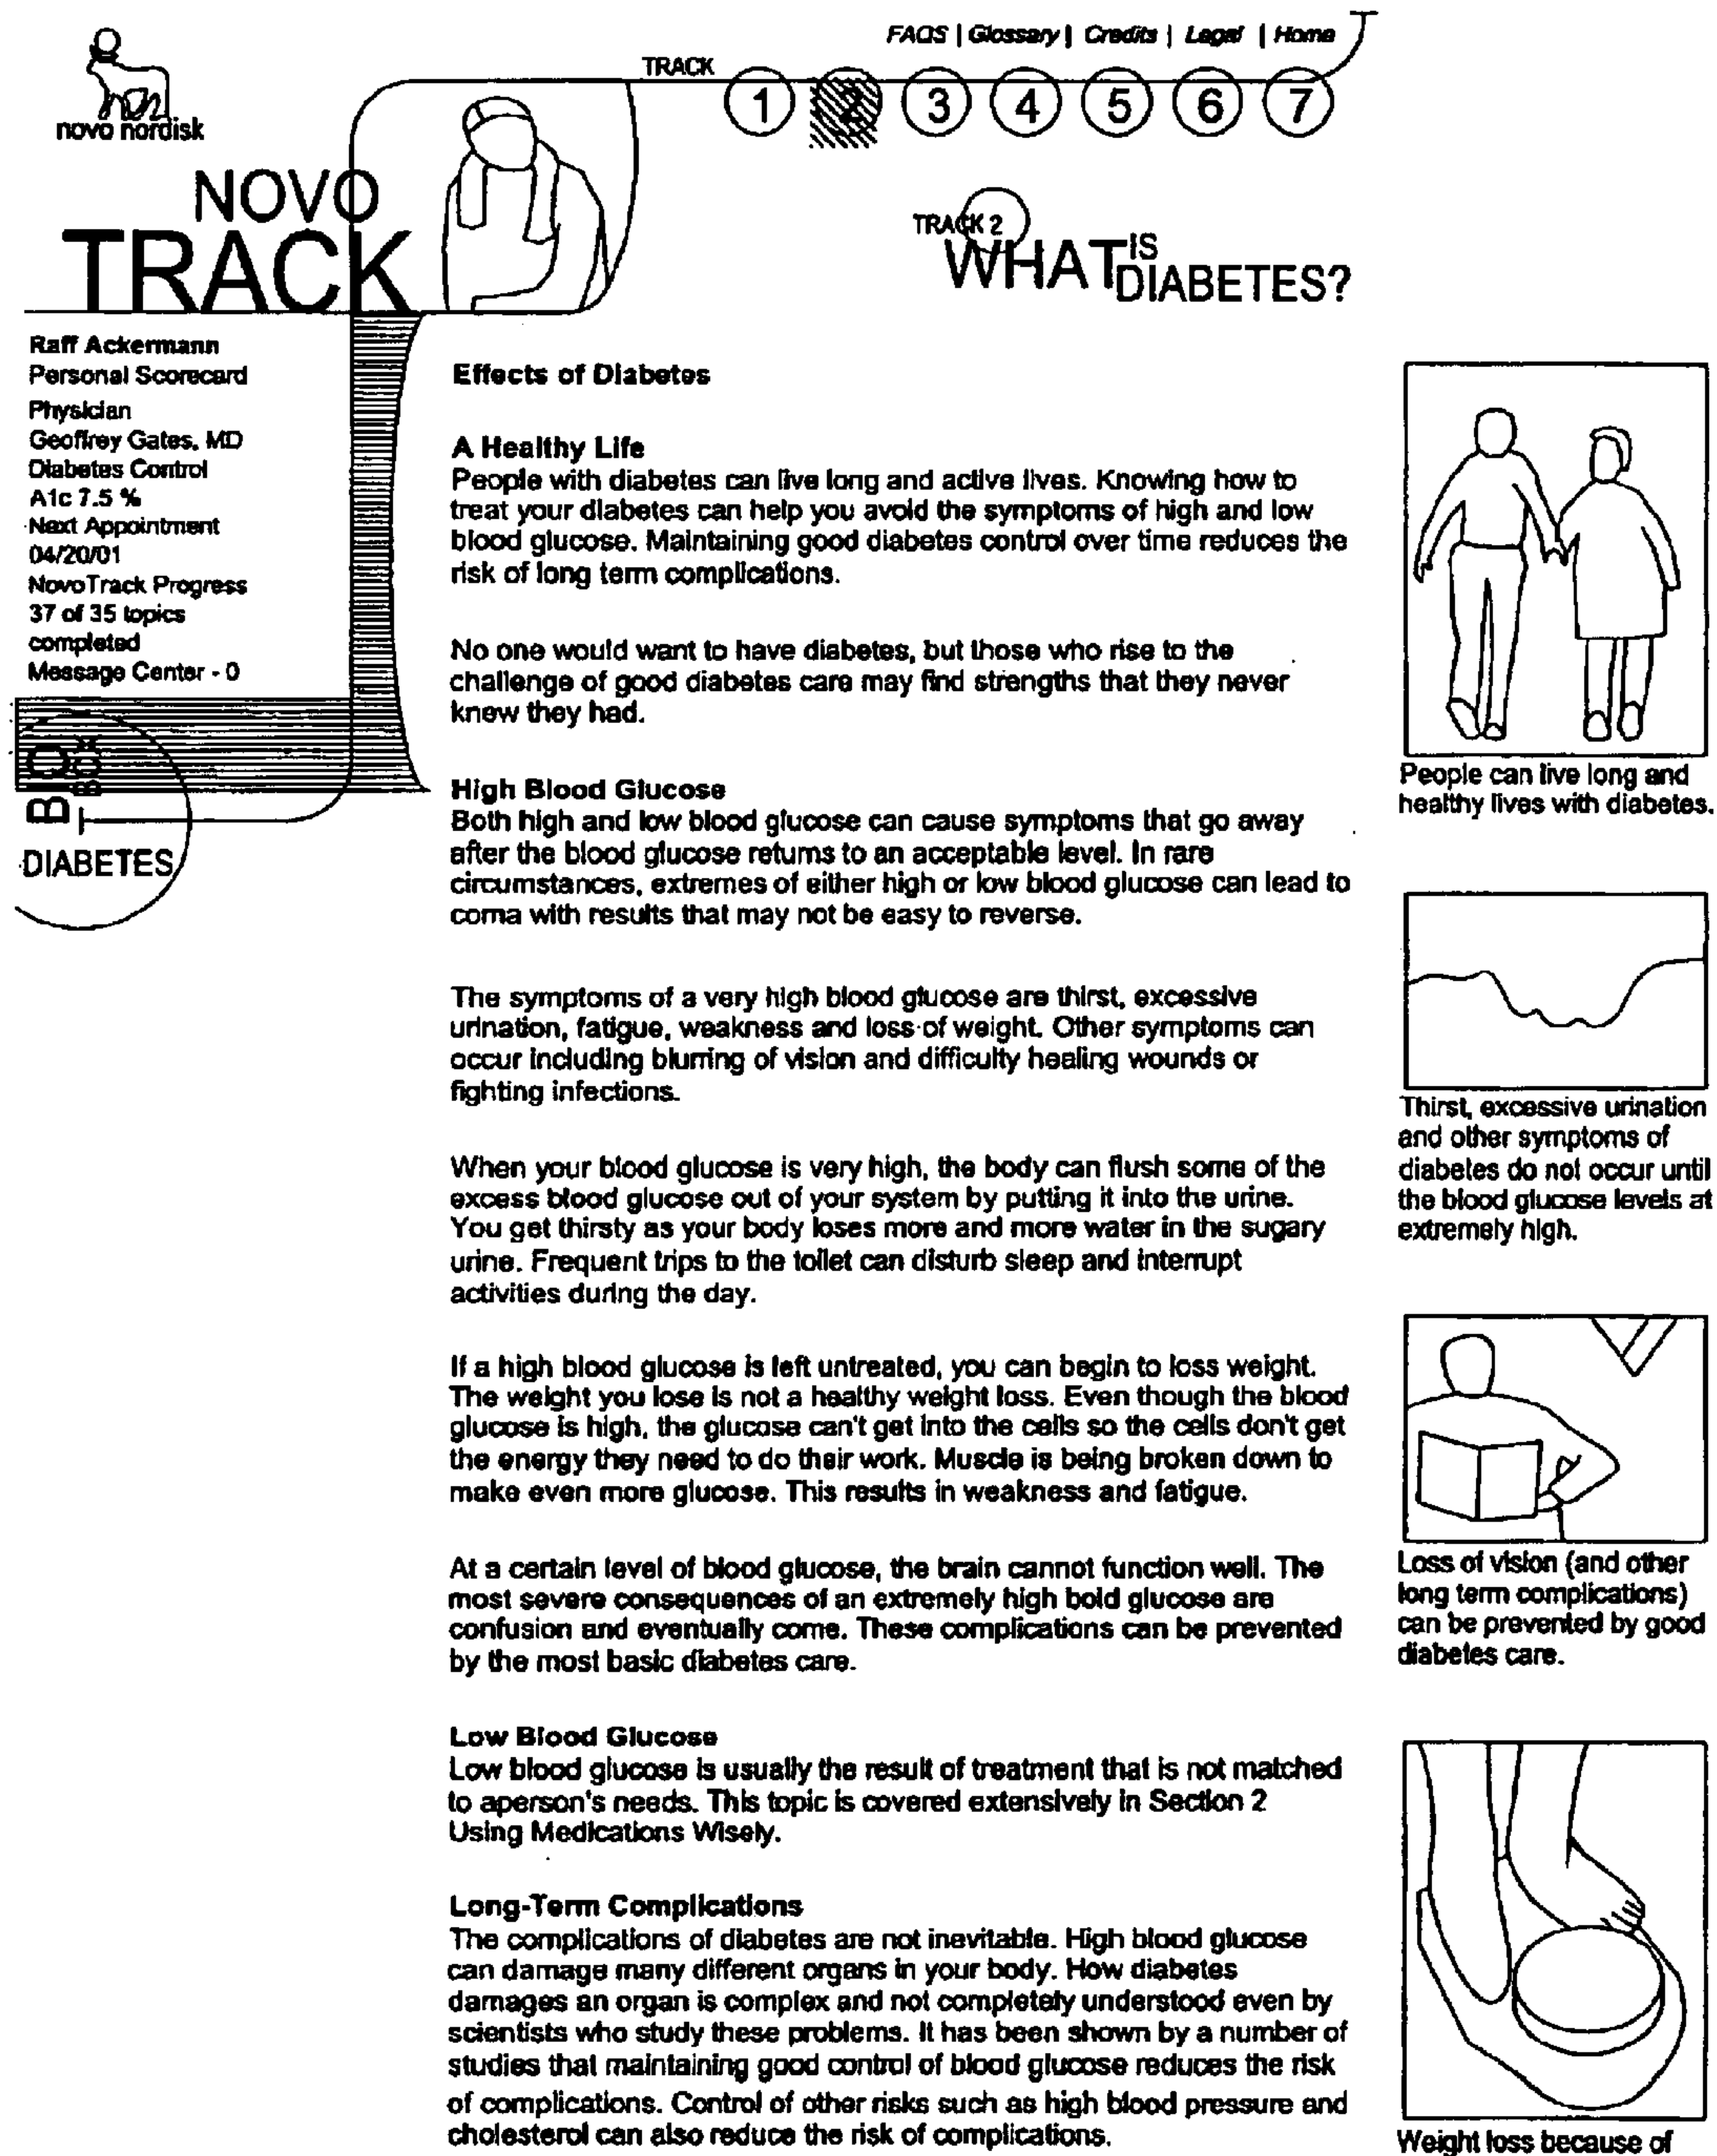 FAQS | Glossary | Credits | Legal | Home
TRACK
1 2 3 4 5 6 7
novo nordisk
NOVO
TRACK
TRACK 2
WHAT IS
DIABETES?
Raff Ackermann
Personal Scorecard
Physician
Geoffrey Gates, MD
Diabetes Control
A1c 7.5 %
Next Appointment
04/20/01
NovoTrack Progress
37 of 35 topics
completed
Message Center - 0
BIO
BOX
DIABETES
Effects of Diabetes
A Healthy Life
People with diabetes can live long and active lives. Knowing how to
treat your diabetes can help you avoid the symptoms of high and low
blood glucose. Maintaining good diabetes control over time reduces the
risk of long term complications.
No one would want to have diabetes, but those who rise to the
challenge of good diabetes care may find strengths that they never
knew they had.
High Blood Glucose
Both high and low blood glucose can cause symptoms that go away
after the blood glucose returns to an acceptable level. In rare
circumstances, extremes of either high or low blood glucose can lead to
coma with results that may not be easy to reverse.
The symptoms of a very high blood glucose are thirst, excessive
urination, fatigue, weakness and loss of weight. Other symptoms can
occur including blurring of vision and difficulty healing wounds or
fighting infections.
When your blood glucose is very high, the body can flush some of the
excess blood glucose out of your system by putting it into the urine.
You get thirsty as your body loses more and more water in the sugary
urine. Frequent trips to the toilet can disturb sleep and interrupt
activities during the day.
If a high blood glucose is left untreated, you can begin to loss weight.
The weight you lose is not a healthy weight loss. Even though the blood
glucose is high, the glucose can't get into the cells so the cells don't get
the energy they need to do their work. Muscle is being broken down to
make even more glucose. This results in weakness and fatigue.
At a certain level of blood glucose, the brain cannot function well. The
most severe consequences of an extremely high bold glucose are
confusion and eventually come. These complications can be prevented
by the most basic diabetes care.
Low Blood Glucose
Low blood glucose is usually the result of treatment that is not matched
to aperson's needs. This topic is covered extensively in Section 2
Using Medications Wisely.
Long-Term Complications
The complications of diabetes are not inevitable. High blood glucose
can damage many different organs in your body. How diabetes
damages an organ is complex and not completely understood even by
scientists who study these problems. It has been shown by a number of
studies that maintaining good control of blood glucose reduces the risk
of complications. Control of other risks such as high blood pressure and
cholesterol can also reduce the risk of complications.
People can live long and
healthy lives with diabetes.
Thirst, excessive urination
and other symptoms of
diabetes do not occur until
the blood glucose levels at
extremely high.
Loss of vision (and other
long term complications)
can be prevented by good
diabetes care.
Weight loss because of